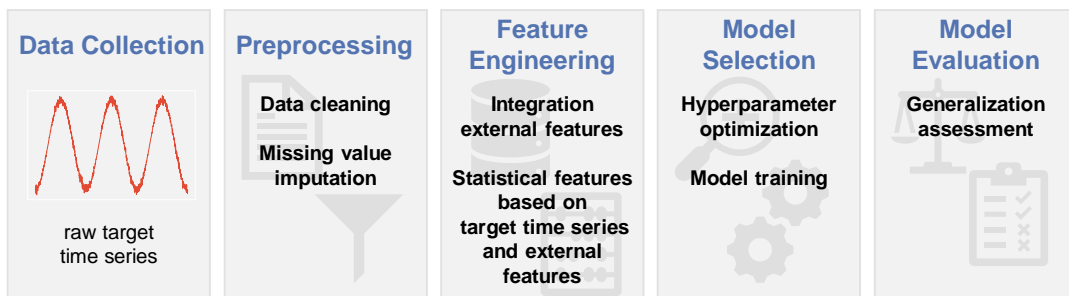 Data Collection
raw target
time series
Preprocessing
Data cleaning
Missing value
imputation
Feature
Engineering
Integration
external features
Statistical features
based on
target time series
and external
features
Model
Selection
Hyperparameter
optimization
Model training
Model
Evaluation
Generalization
assessment